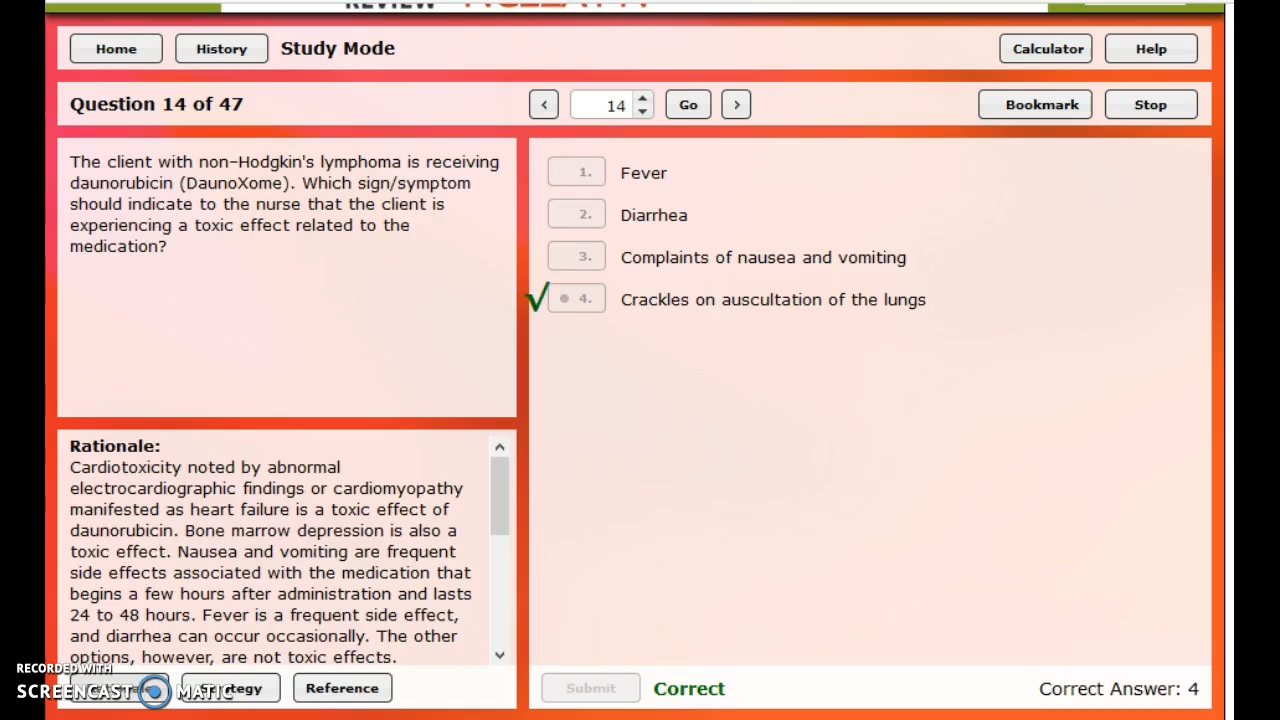 REVIEW
Home History Study Mode Calculator Help
Question 14 of 47 < 14 Go > Bookmark Stop
The client with non-Hodgkin's lymphoma is receiving
daunorubicin (DaunoXome). Which sign/symptom
should indicate to the nurse that the client is
experiencing a toxic effect related to the
medication?
1. Fever
2. Diarrhea
3. Complaints of nausea and vomiting
√ 4. Crackles on auscultation of the lungs
Rationale:
Cardiotoxicity noted by abnormal
electrocardiographic findings or cardiomyopathy
manifested as heart failure is a toxic effect of
daunorubicin. Bone marrow depression is also a
toxic effect. Nausea and vomiting are frequent
side effects associated with the medication that
begins a few hours after administration and lasts
24 to 48 hours. Fever is a frequent side effect,
and diarrhea can occur occasionally. The other
options, however, are not toxic effects.
Strategy Reference
Submit Correct Correct Answer: 4
RECORDED WITH
SCREENCAST MATIC